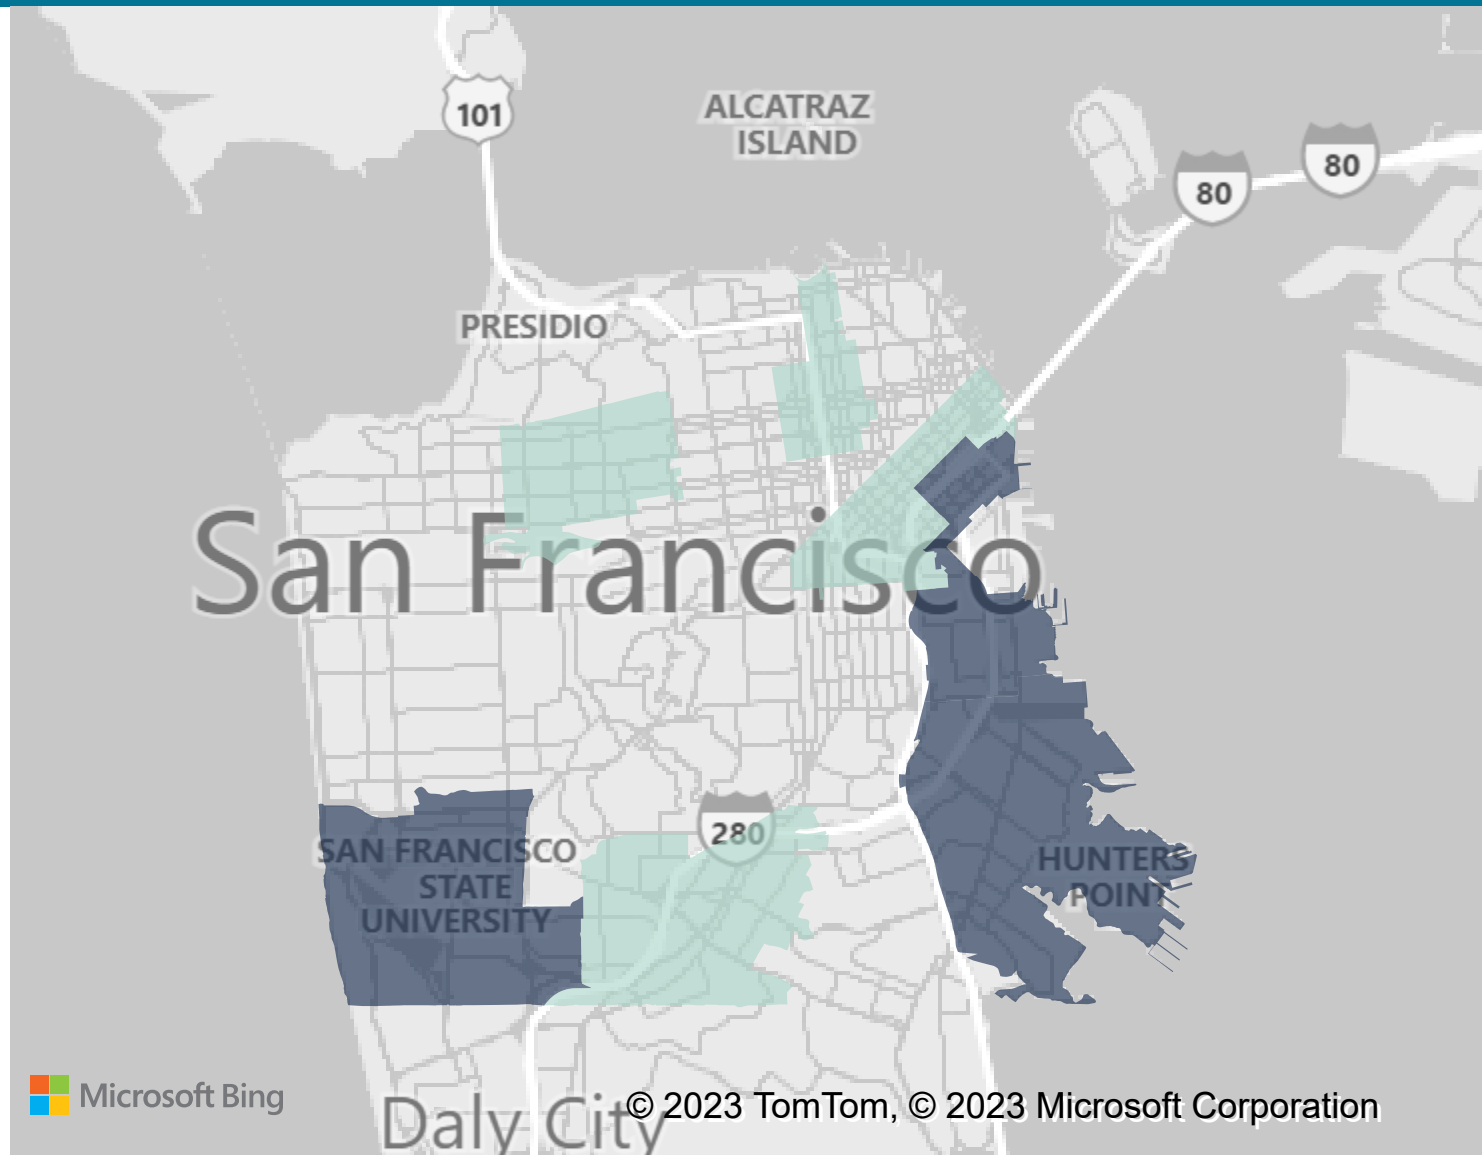 101
ALCATRAZ
ISLAND
80
80
PRESIDIO
San Francisco
280
SAN FRANCISCO
STATE
UNIVERSITY
HUNTERS
POINT
Microsoft Bing
Daly City
© 2023 TomTom, © 2023 Microsoft Corporation